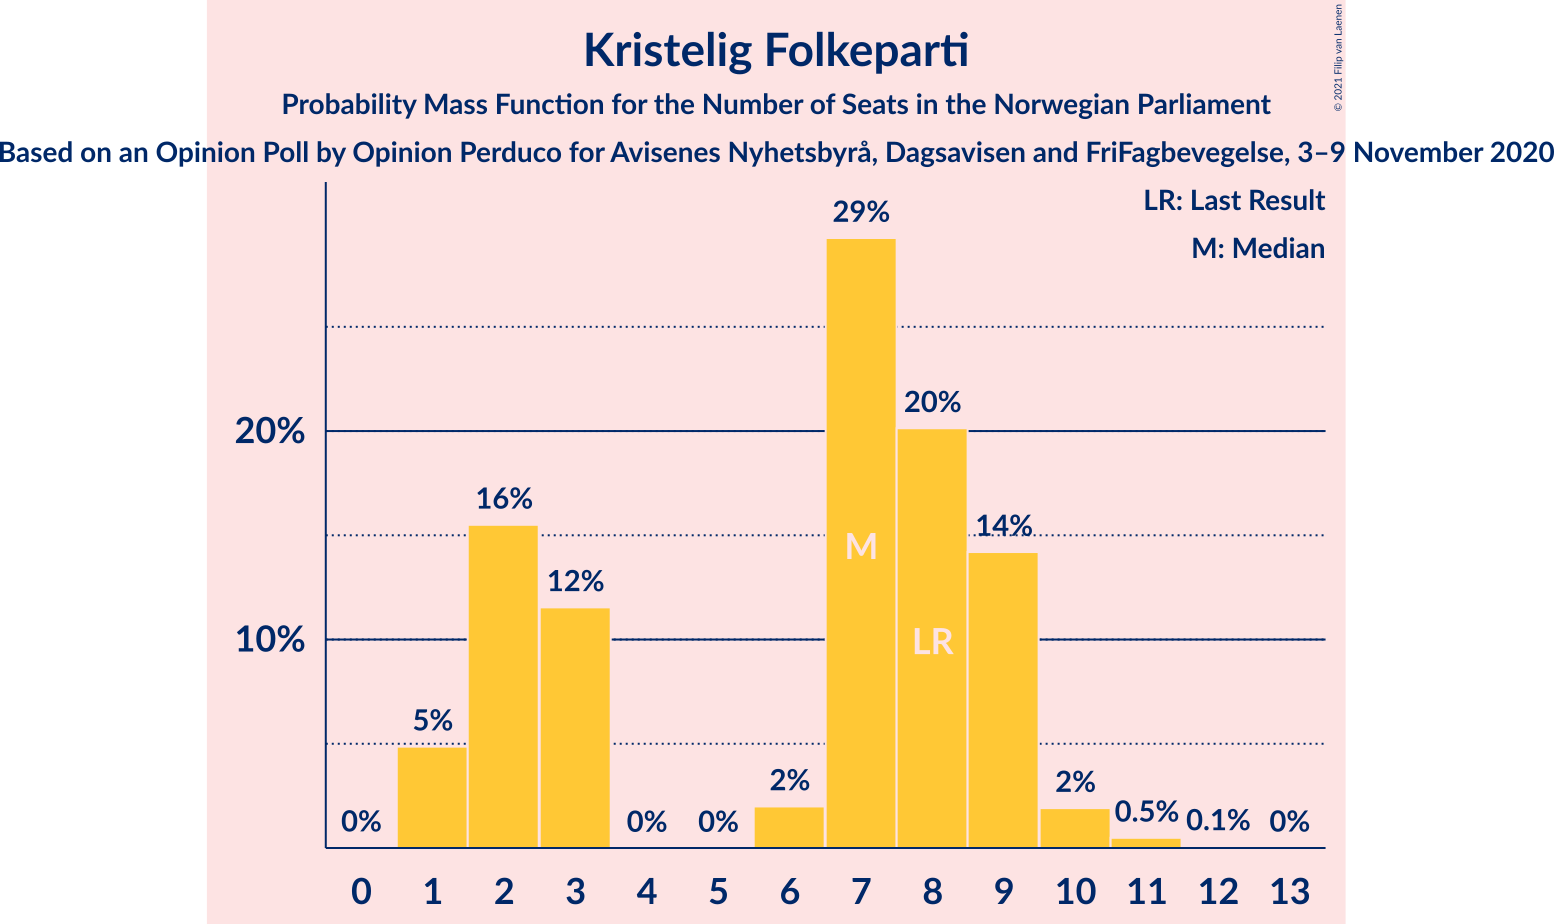 Kristelig Folkeparti
Probability Mass Function for the Number of Seats in the Norwegian Parliament
Based on an Opinion Poll by Opinion Perduco for Avisenes Nyhetsbyrå, Dagsavisen and FriFagbevegelse, 3–9 November 2020
© 2021 Filip van Laenen
LR: Last Result
M: Median
29%
20%
20%
16%
14%
M
12%
10%
LR
5%
2%
2%
0%
0%
0%
0.5%
0.1%
0%
0 1 2 3 4 5 6 7 8 9 10 11 12 13